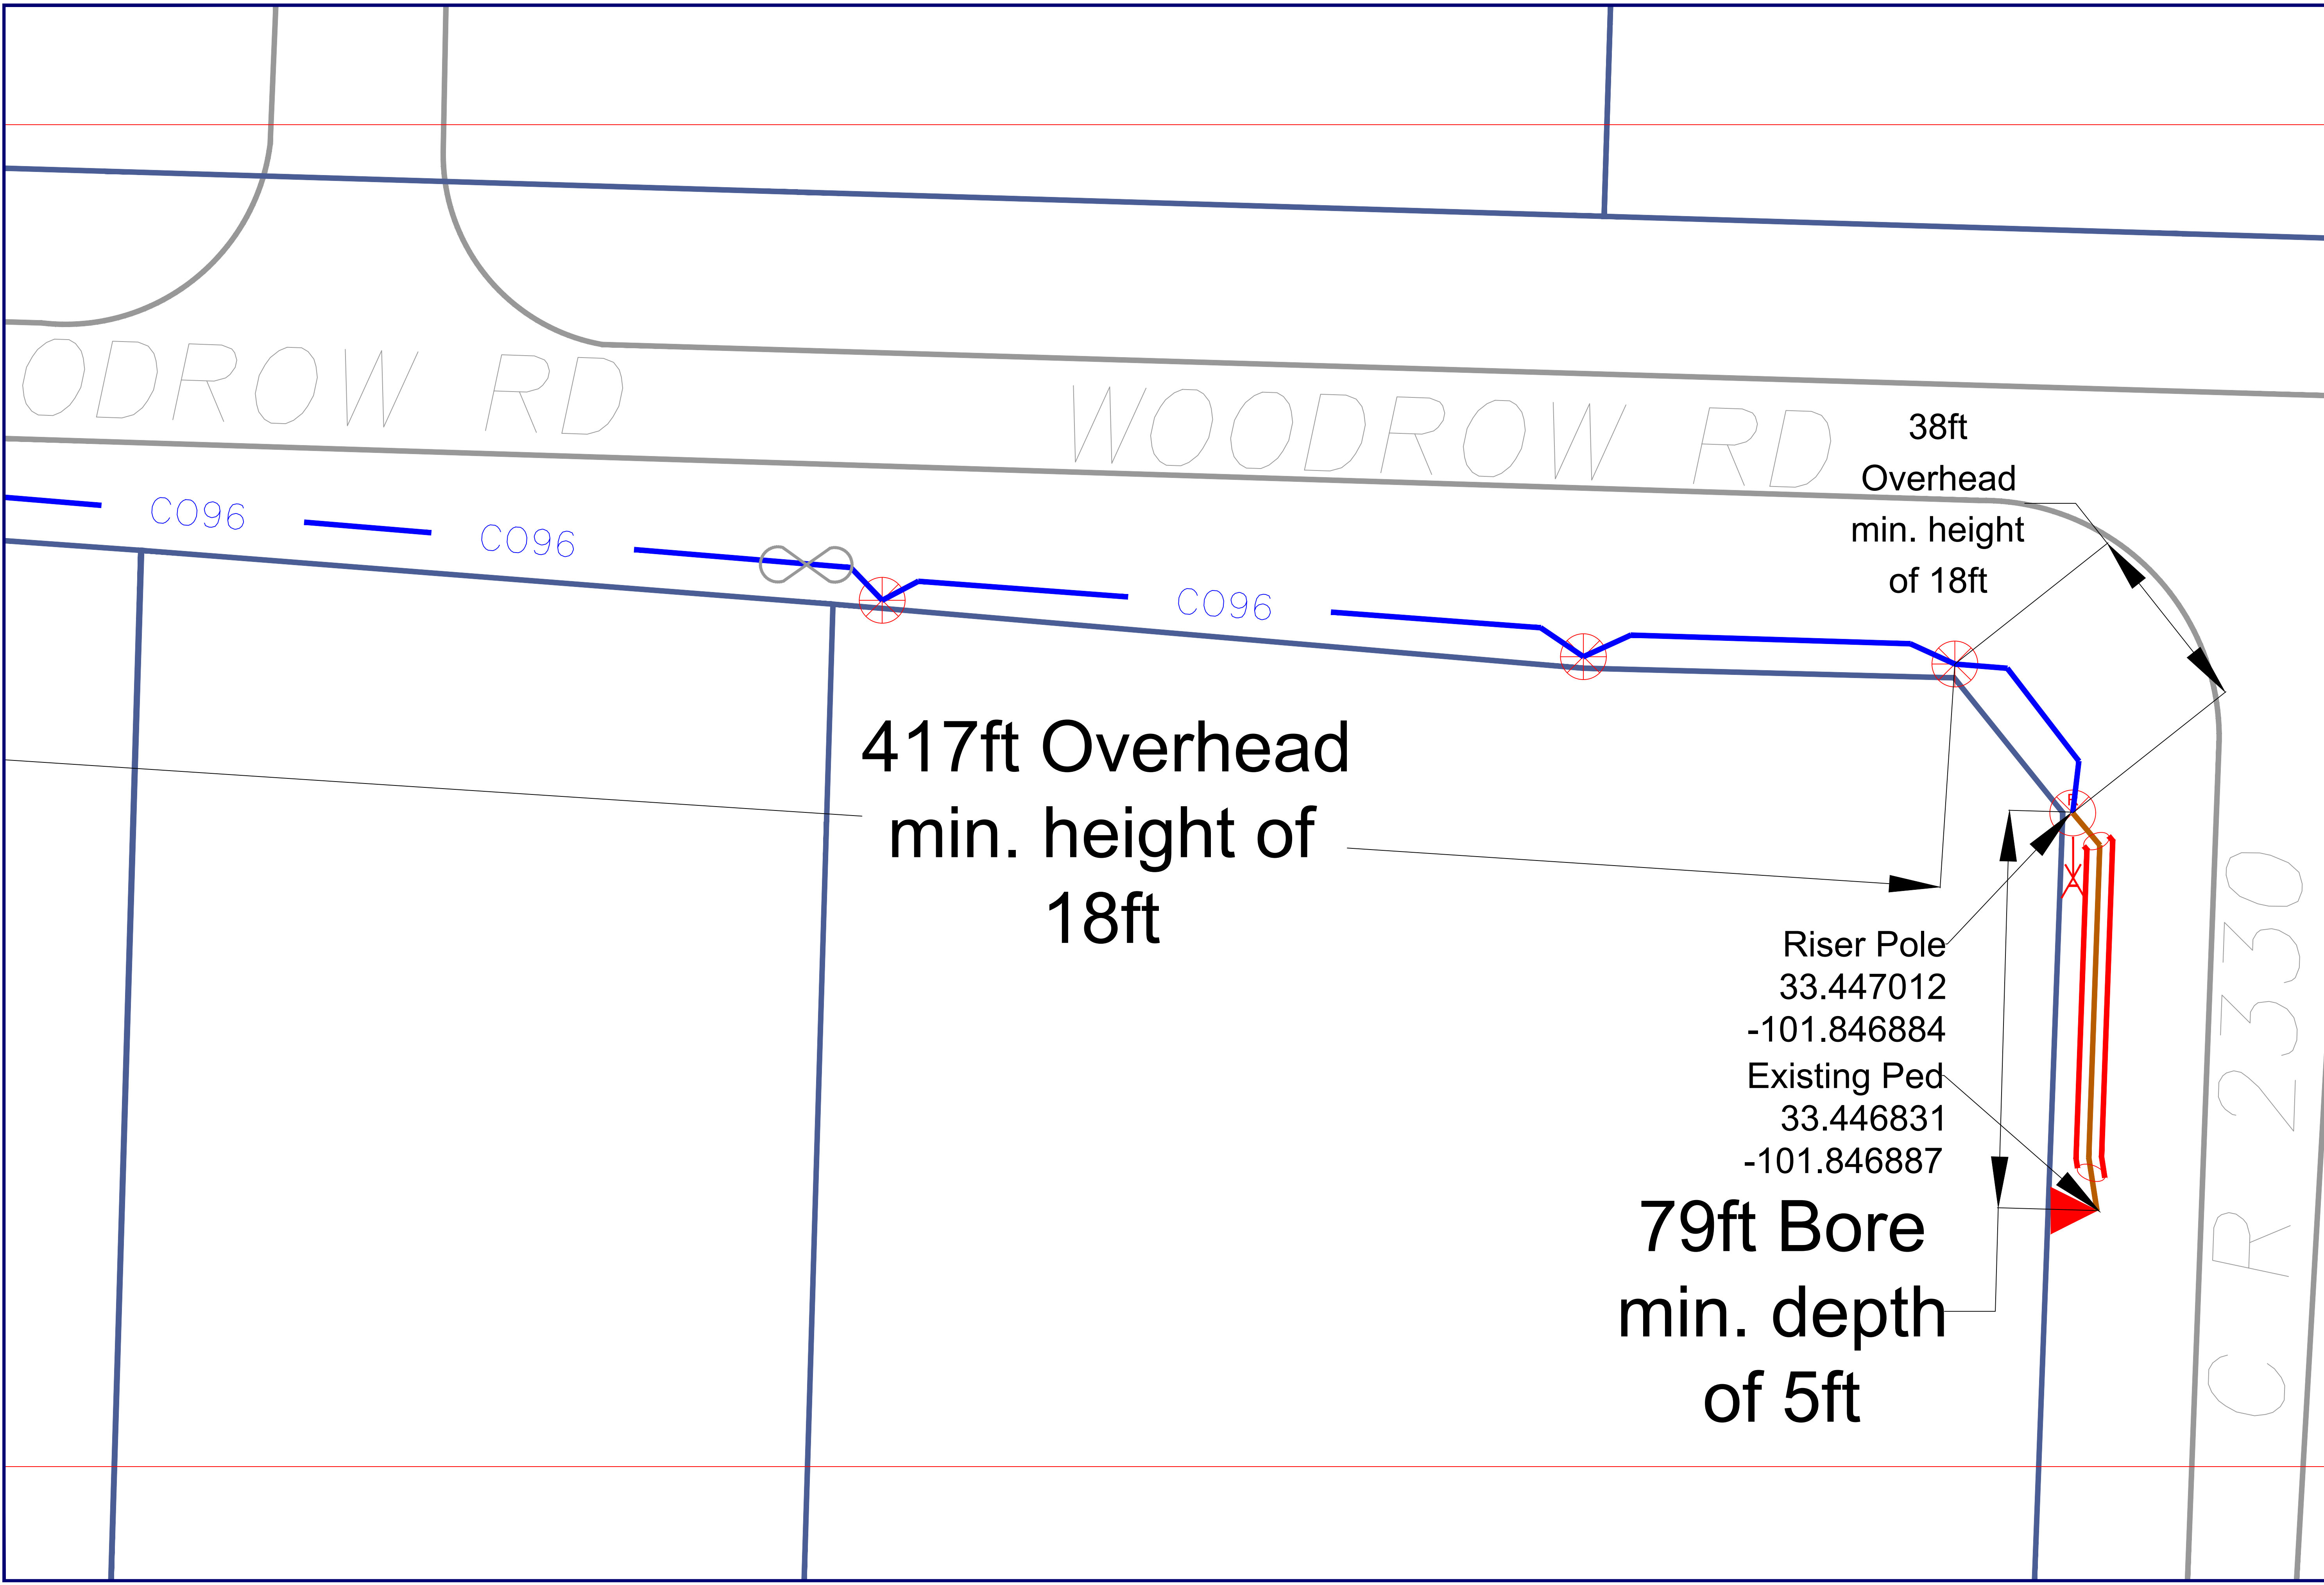 ODROW RD
WOODROW RD
38ft
Overhead
min. height
of 18ft
CO96
CO96
CO96
417ft Overhead
min. height of
18ft
R
Riser Pole
33.447012
-101.846884
Existing Ped
33.446831
-101.846887
79ft Bore
min. depth
of 5ft
C R 2330